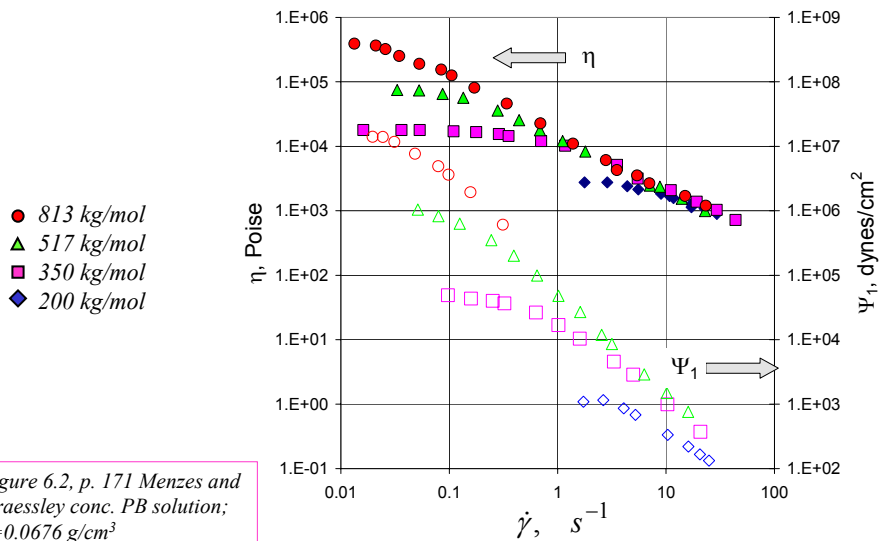 1.E+06
1.E+05
1.E+04
1.E+03
1.E+02
1.E+01
1.E+00
1.E-01
η, Poise
1.E+09
1.E+08
1.E+07
1.E+06
1.E+05
1.E+04
1.E+03
1.E+02
Ψ1, dynes/cm²
η
Ψ1
0.01 0.1 1 10 100
γ̇, s⁻¹
813 kg/mol
517 kg/mol
350 kg/mol
200 kg/mol
6.2, p. 171 Menzes and
conc. PB solution;
0.0676 g/cm³